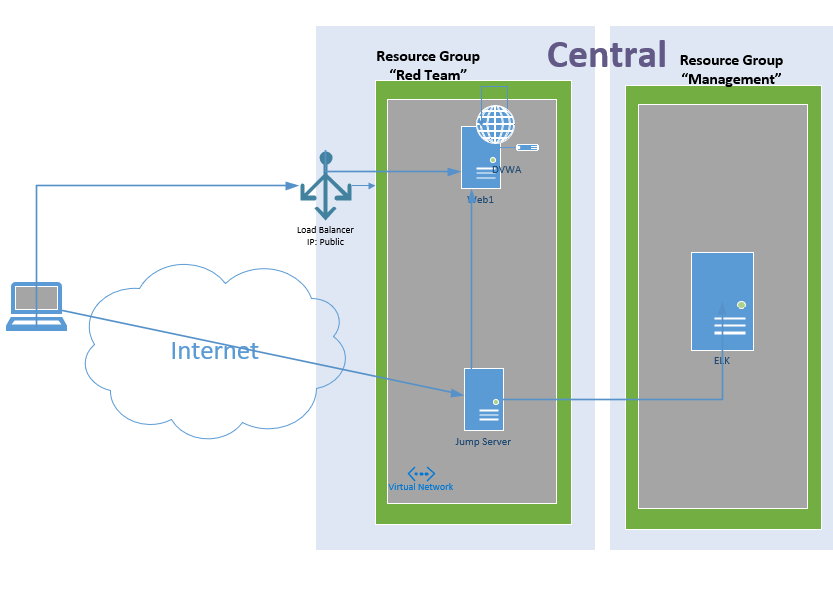 Central
Resource Group
“Red Team”
Resource Group
“Management”
DVWA
Web1
Load Balancer
IP: Public
Internet
ELK
Jump Server
Virtual Network